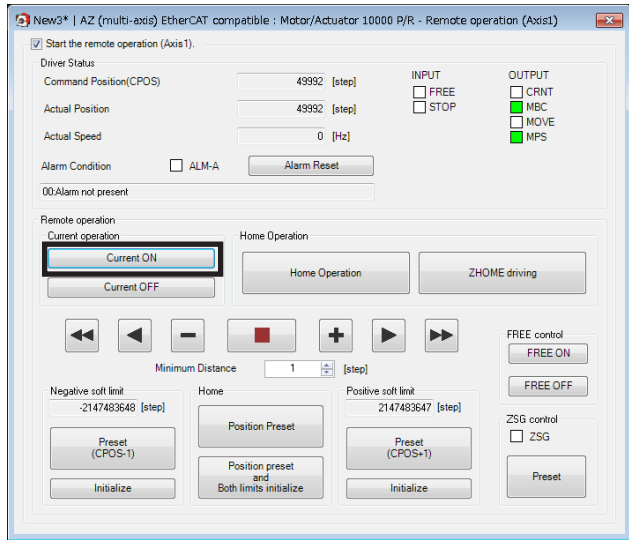 New3* | AZ (multi-axis) EtherCAT compatible : Motor/Actuator 10000 P/R - Remote operation (Axis1)
Start the remote operation (Axis1).
Driver Status
Command Position(CPOS) 49992 [step]
Actual Position 49992 [step]
Actual Speed 0 [Hz]
INPUT
FREE
STOP
OUTPUT
CRNT
MBC
MOVE
MPS
Alarm Condition ALM-A Alarm Reset
00:Alarm not present
Remote operation
Current operation
Current ON
Current OFF
Home Operation
Home Operation
ZHOME driving
Minimum Distance 1 [step]
FREE control
FREE ON
FREE OFF
Negative soft limit
-2147483648 [step]
Preset
(CPOS-1)
Initialize
Home
Position Preset
Position preset
and
Both limits initialize
Positive soft limit
2147483647 [step]
Preset
(CPOS+1)
Initialize
ZSG control
ZSG
Preset